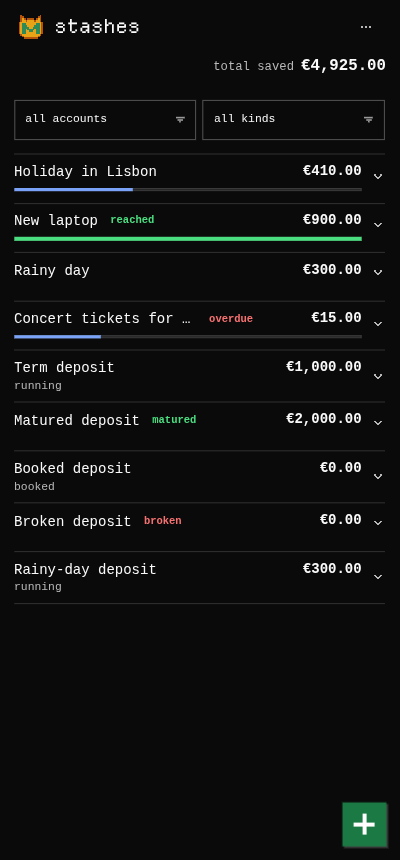 stashes
total saved €4,925.00
all accounts all kinds
Holiday in Lisbon €410.00
New laptop reached €900.00
Rainy day €300.00
Concert tickets for … overdue €15.00
Term deposit €1,000.00
running
Matured deposit matured €2,000.00
Booked deposit €0.00
booked
Broken deposit broken €0.00
Rainy-day deposit €300.00
running